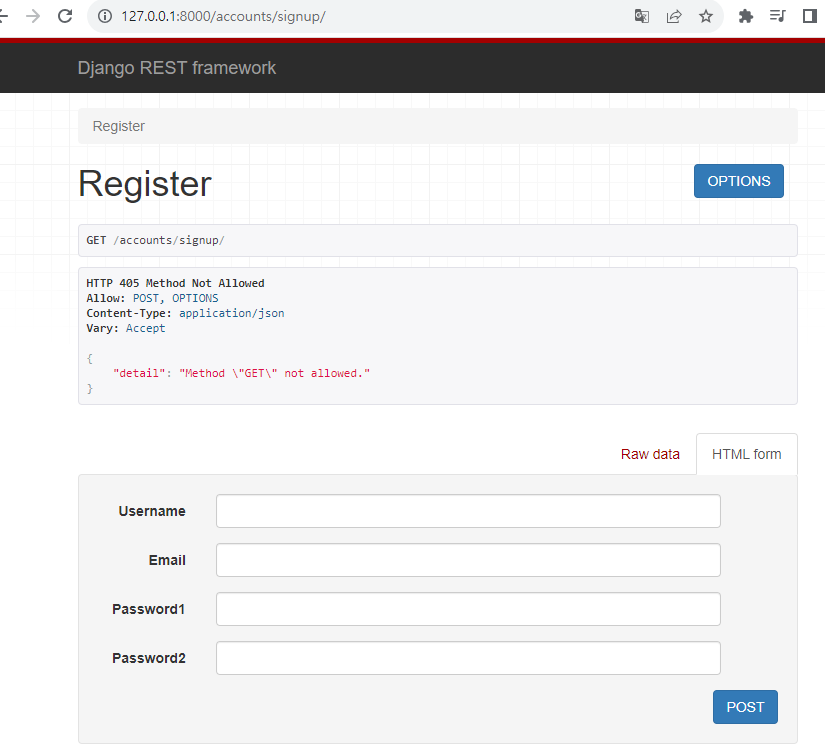 127.0.0.1:8000/accounts/signup/
Django REST framework
Register
Register
OPTIONS
GET /accounts/signup/
HTTP 405 Method Not Allowed
Allow: POST, OPTIONS
Content-Type: application/json
Vary: Accept
{
    "detail": "Method \"GET\" not allowed."
}
Raw data HTML form
Username
Email
Password1
Password2
POST